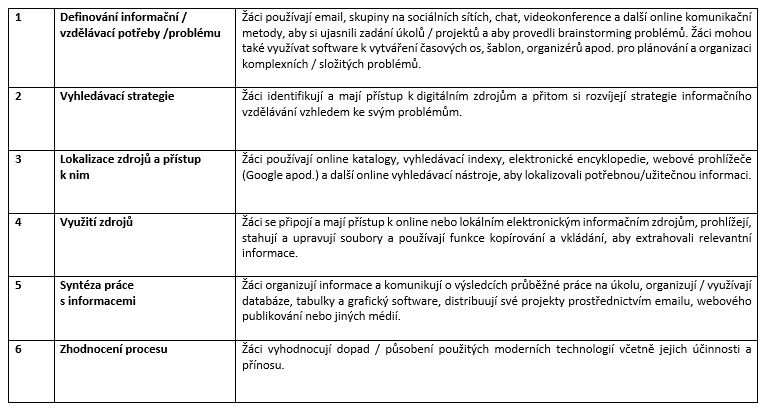 1
Definování informační /
vzdělávací potřeby /problému
Žáci používají email, skupiny na sociálních sítích, chat, videokonference a další online komunikační
metody, aby si ujasnili zadání úkolů / projektů a aby provedli brainstorming problémů. Žáci mohou
také využívat software k vytváření časových os, šablon, organizérů apod. pro plánování a organizaci
komplexních / složitých problémů.
2
Vyhledávací strategie
Žáci identifikují a mají přístup k digitálním zdrojům a přitom si rozvíjejí strategie informačního
vzdělávání vzhledem ke svým problémům.
3
Lokalizace zdrojů a přístup
k nim
Žáci používají online katalogy, vyhledávací indexy, elektronické encyklopedie, webové prohlížeče
(Google apod.) a další online vyhledávací nástroje, aby lokalizovali potřebnou/užitečnou informaci.
4
Využití zdrojů
Žáci se připojí a mají přístup k online nebo lokálním elektronickým informačním zdrojům, prohlížejí,
stahují a upravují soubory a používají funkce kopírování a vkládání, aby extrahovali relevantní
informace.
5
Syntéza práce
s informacemi
Žáci organizují informace a komunikují o výsledcích průběžné práce na úkolu, organizují / využívají
databáze, tabulky a grafický software, distribuují své projekty prostřednictvím emailu, webového
publikování nebo jiných médií.
6
Zhodnocení procesu
Žáci vyhodnocují dopad / působení použitých moderních technologií včetně jejich účinnosti a
přínosu.